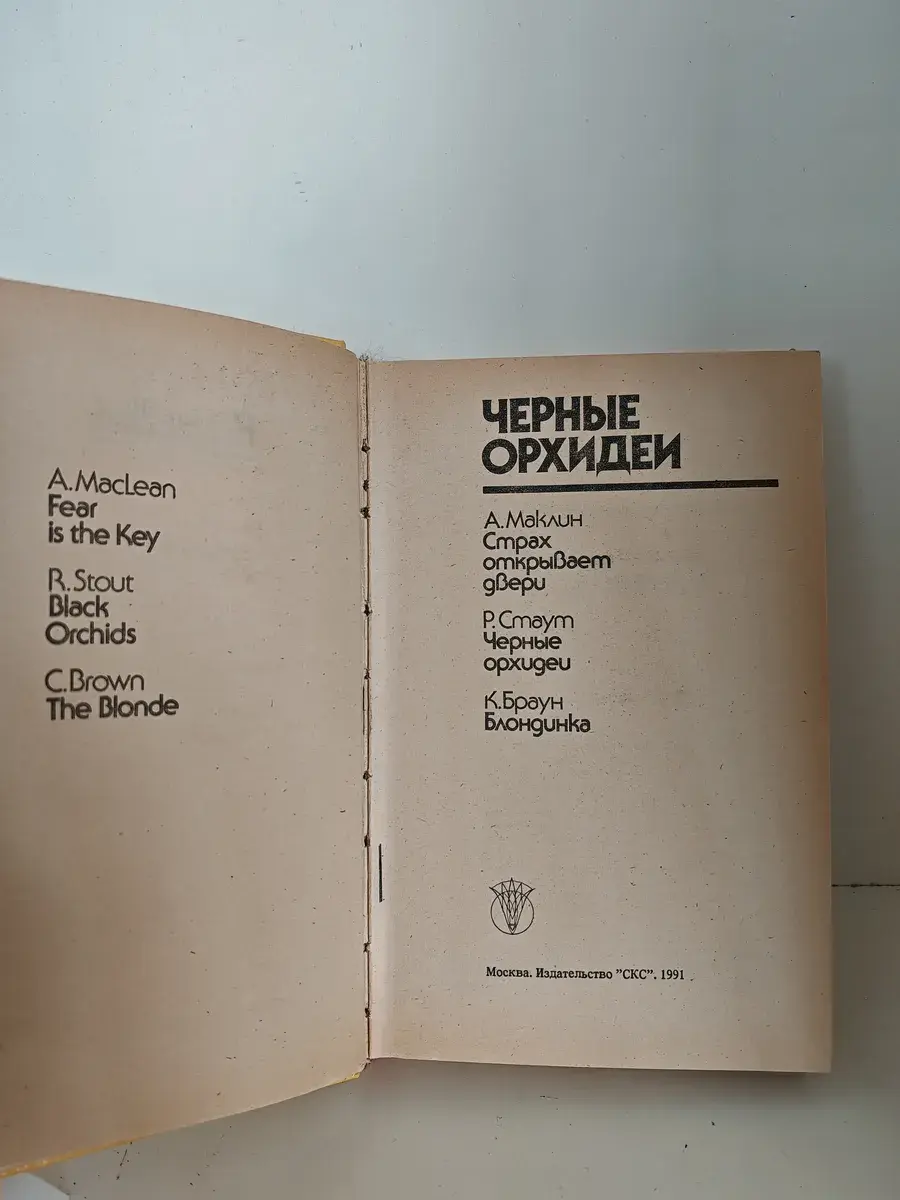 A.MacLean
Fear
is the Key
R.Stout
Black
Orchids
C.Brown
The Blonde
ЧЕРНЫЕ
ОРХИДЕИ
А.Маклин
Страх
открывает
двери
Р.Стаут
Черные
орхидеи
К.Браун
Блондинка
Москва. Издательство "СКС". 1991